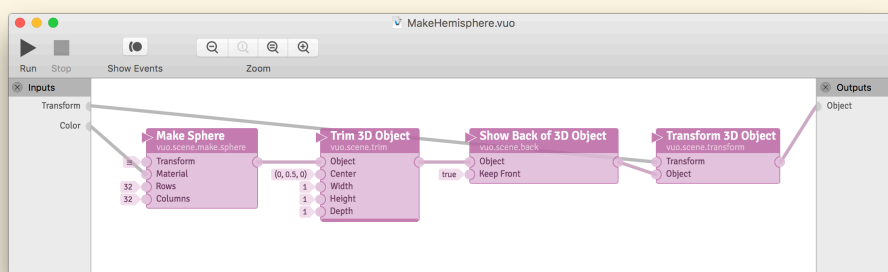 MakeHemisphere.vuo
Run
Stop
Show Events
Zoom
Inputs
Transform
Color
Make Sphere
vuo.scene.make.sphere
Transform
Material
32 Rows
32 Columns
Trim 3D Object
vuo.scene.trim
Object
(0, 0.5, 0) Center
1 Width
1 Height
1 Depth
Show Back of 3D Object
vuo.scene.back
Object
true Keep Front
Transform 3D Object
vuo.scene.transform
Transform
Object
Outputs
Object